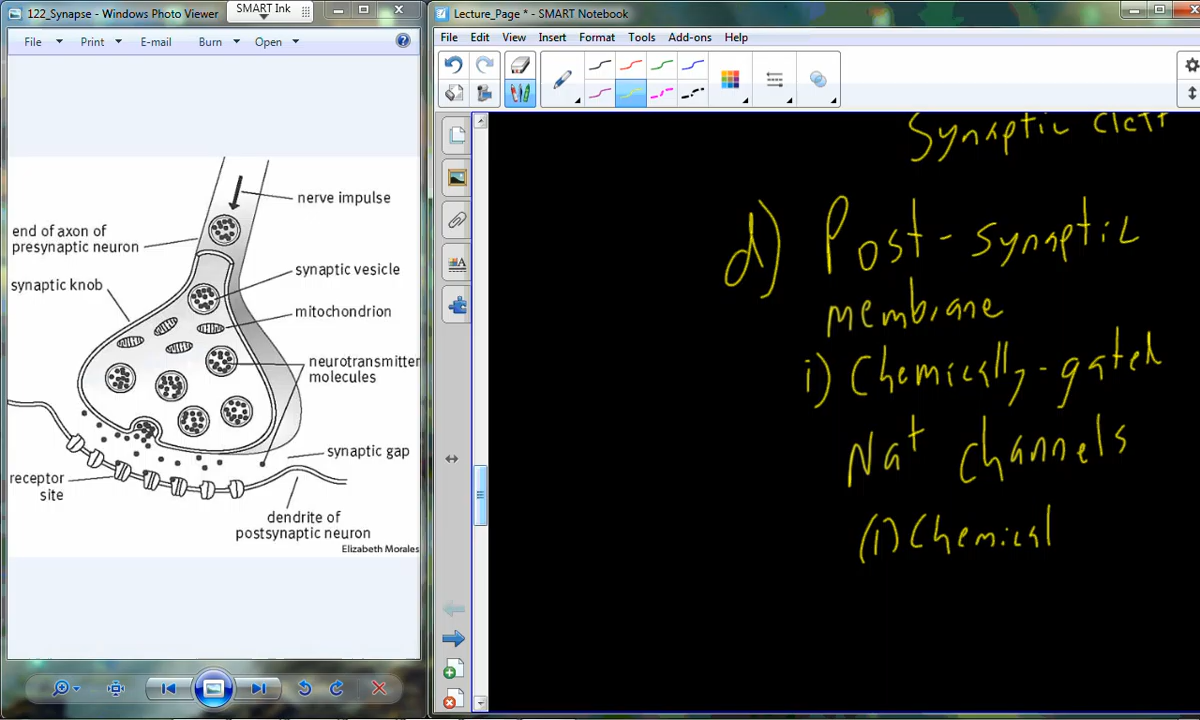 122_Synapse - Windows Photo Viewer
SMART Ink
File Print E-mail Burn Open
nerve impulse
end of axon of
presynaptic neuron
synaptic vesicle
synaptic knob
mitochondrion
neurotransmitter
molecules
synaptic gap
receptor
site
dendrite of
postsynaptic neuron
Elizabeth Morales
Lecture_Page * - SMART Notebook
File Edit View Insert Format Tools Add-ons Help
Synaptic Cleft
d) Post-synaptic
membrane
i) Chemically-gated
Na+ channels
(1) Chemical